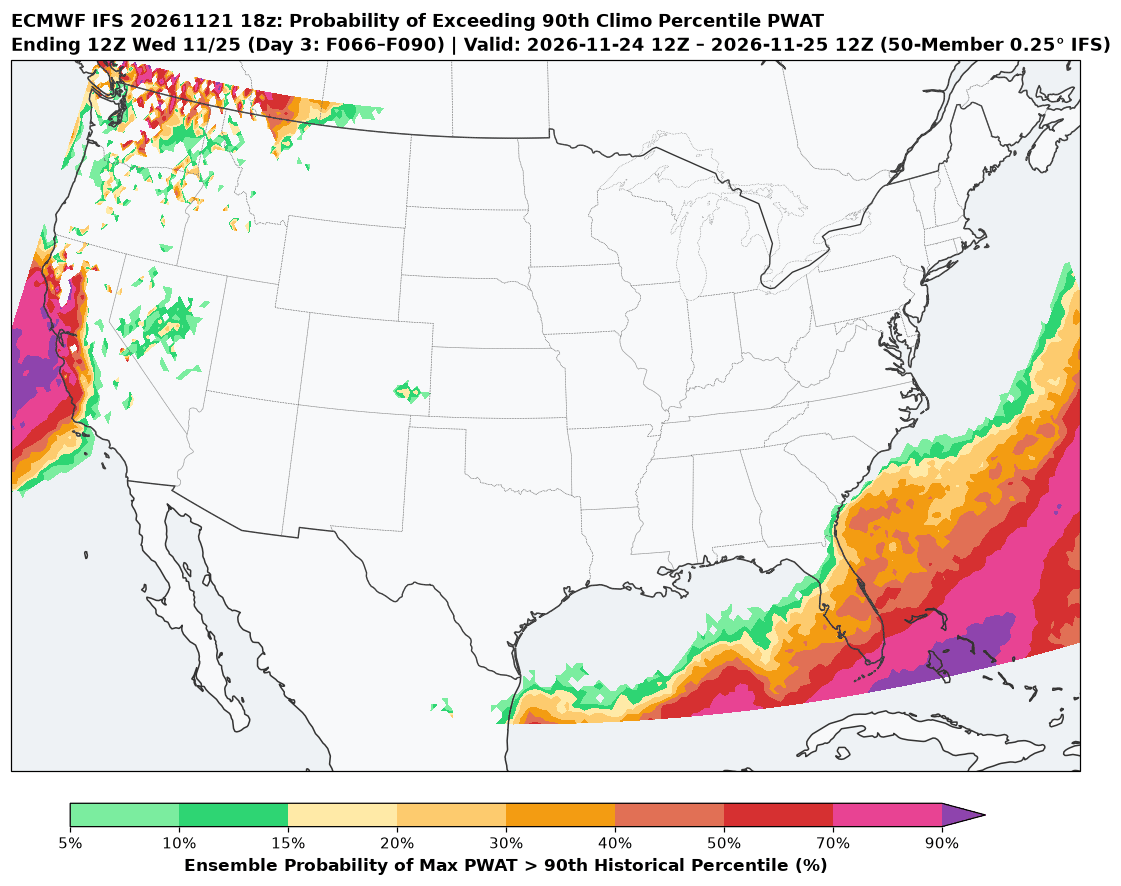 ECMWF IFS 20261121 18z: Probability of Exceeding 90th Climo Percentile PWAT
Ending 12Z Wed 11/25 (Day 3: F066–F090) | Valid: 2026-11-24 12Z – 2026-11-25 12Z (50-Member 0.25° IFS)
5% 10% 15% 20% 30% 40% 50% 70% 90%
Ensemble Probability of Max PWAT > 90th Historical Percentile (%)